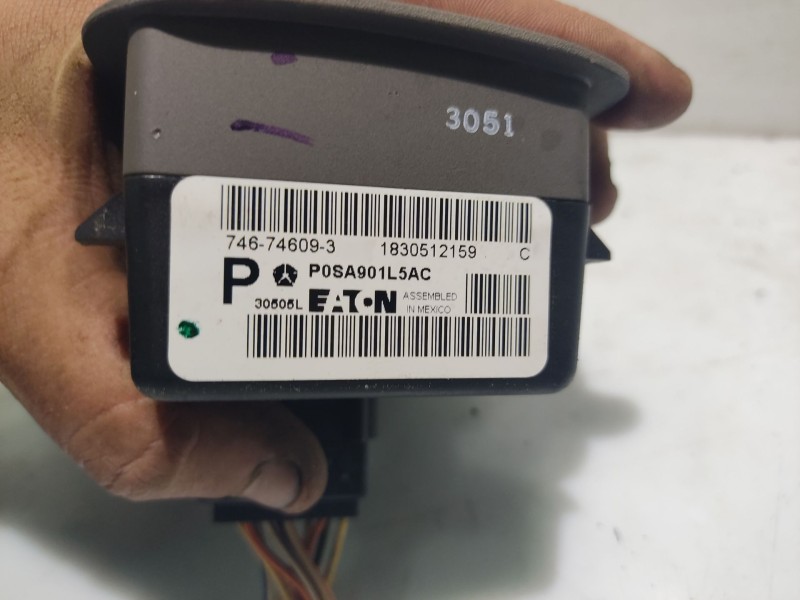 3051
746-74609-3 1830512159 C
P P0SA901L5AC
30505L EATON ASSEMBLED
IN MEXICO